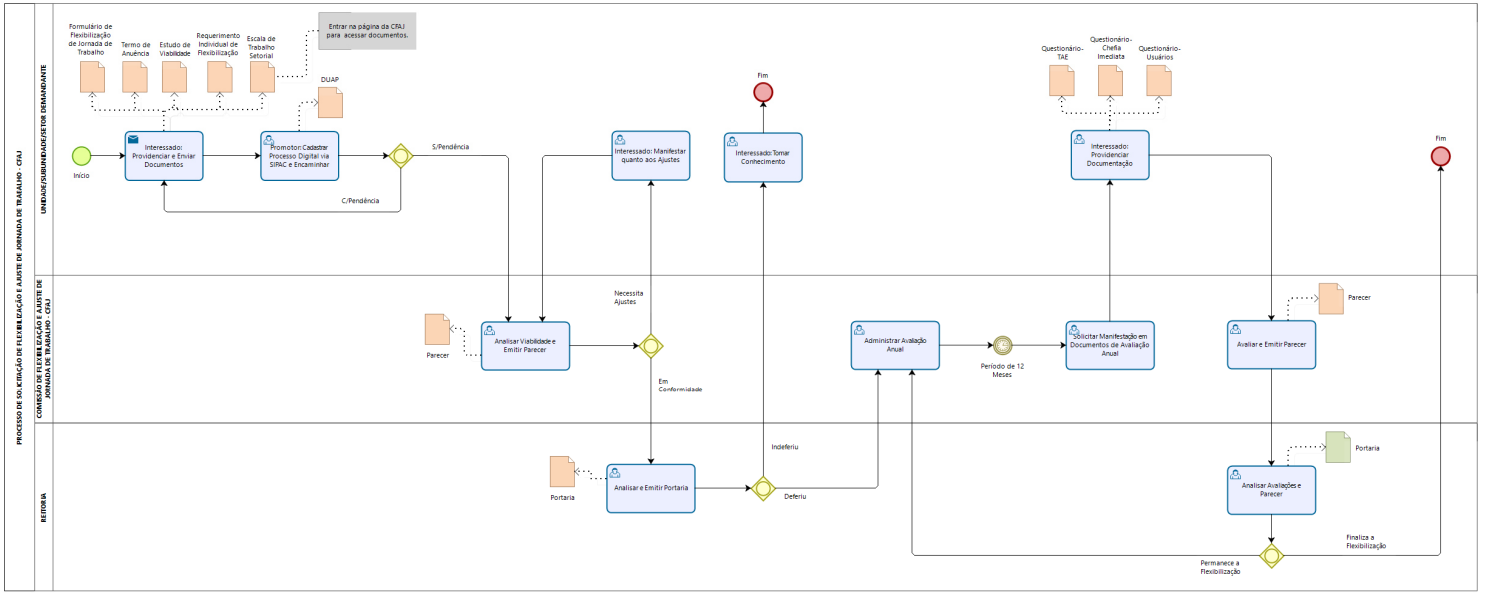 PROCESSO DE SOLICITAÇÃO DE FLEXIBILIZAÇÃO E AJUSTE DE JORNADA DE TRABALHO - CFAJ
UNIDADE/SUBUNIDADE/SETOR DEMANDANTE
Formulário de
Flexibilização
de Jornada de
Trabalho
Termo de
Anuência
Estudo de
Viabilidade
Requerimento
Individual de
Flexibilização
Escala de
Trabalho
Setorial
Entrar na página da CFAJ
para acessar documentos.
DUAP
Início
Interessado:
Providenciar e Enviar
Documentos
Promotor: Cadastrar
Processo Digital via
SIPAC e Encaminhar
S/Pendência
C/Pendência
Interessado: Manifestar
quanto aos Ajustes
Fim
Interessado: Tomar
Conhecimento
Questionário-
TAE
Questionário-
Chefia
Imediata
Questionário-
Usuários
Interessado:
Providenciar
Documentação
Fim
COMISSÃO DE FLEXIBILIZAÇÃO E AJUSTE DE
JORNADA DE TRABALHO - CFAJ
Parecer
Analisar Viabilidade e
Emitir Parecer
Necessita
Ajustes
Em
Conformidade
Administrar Avaliação
Anual
Período de 12
Meses
Solicitar Manifestação em
Documentos de Avaliação
Anual
Parecer
Avaliar e Emitir Parecer
REITORIA
Portaria
Analisar e Emitir Portaria
Indeferiu
Deferiu
Portaria
Analisar Avaliações e
Parecer
Permanece a
Flexibilização
Finaliza a
Flexibilização